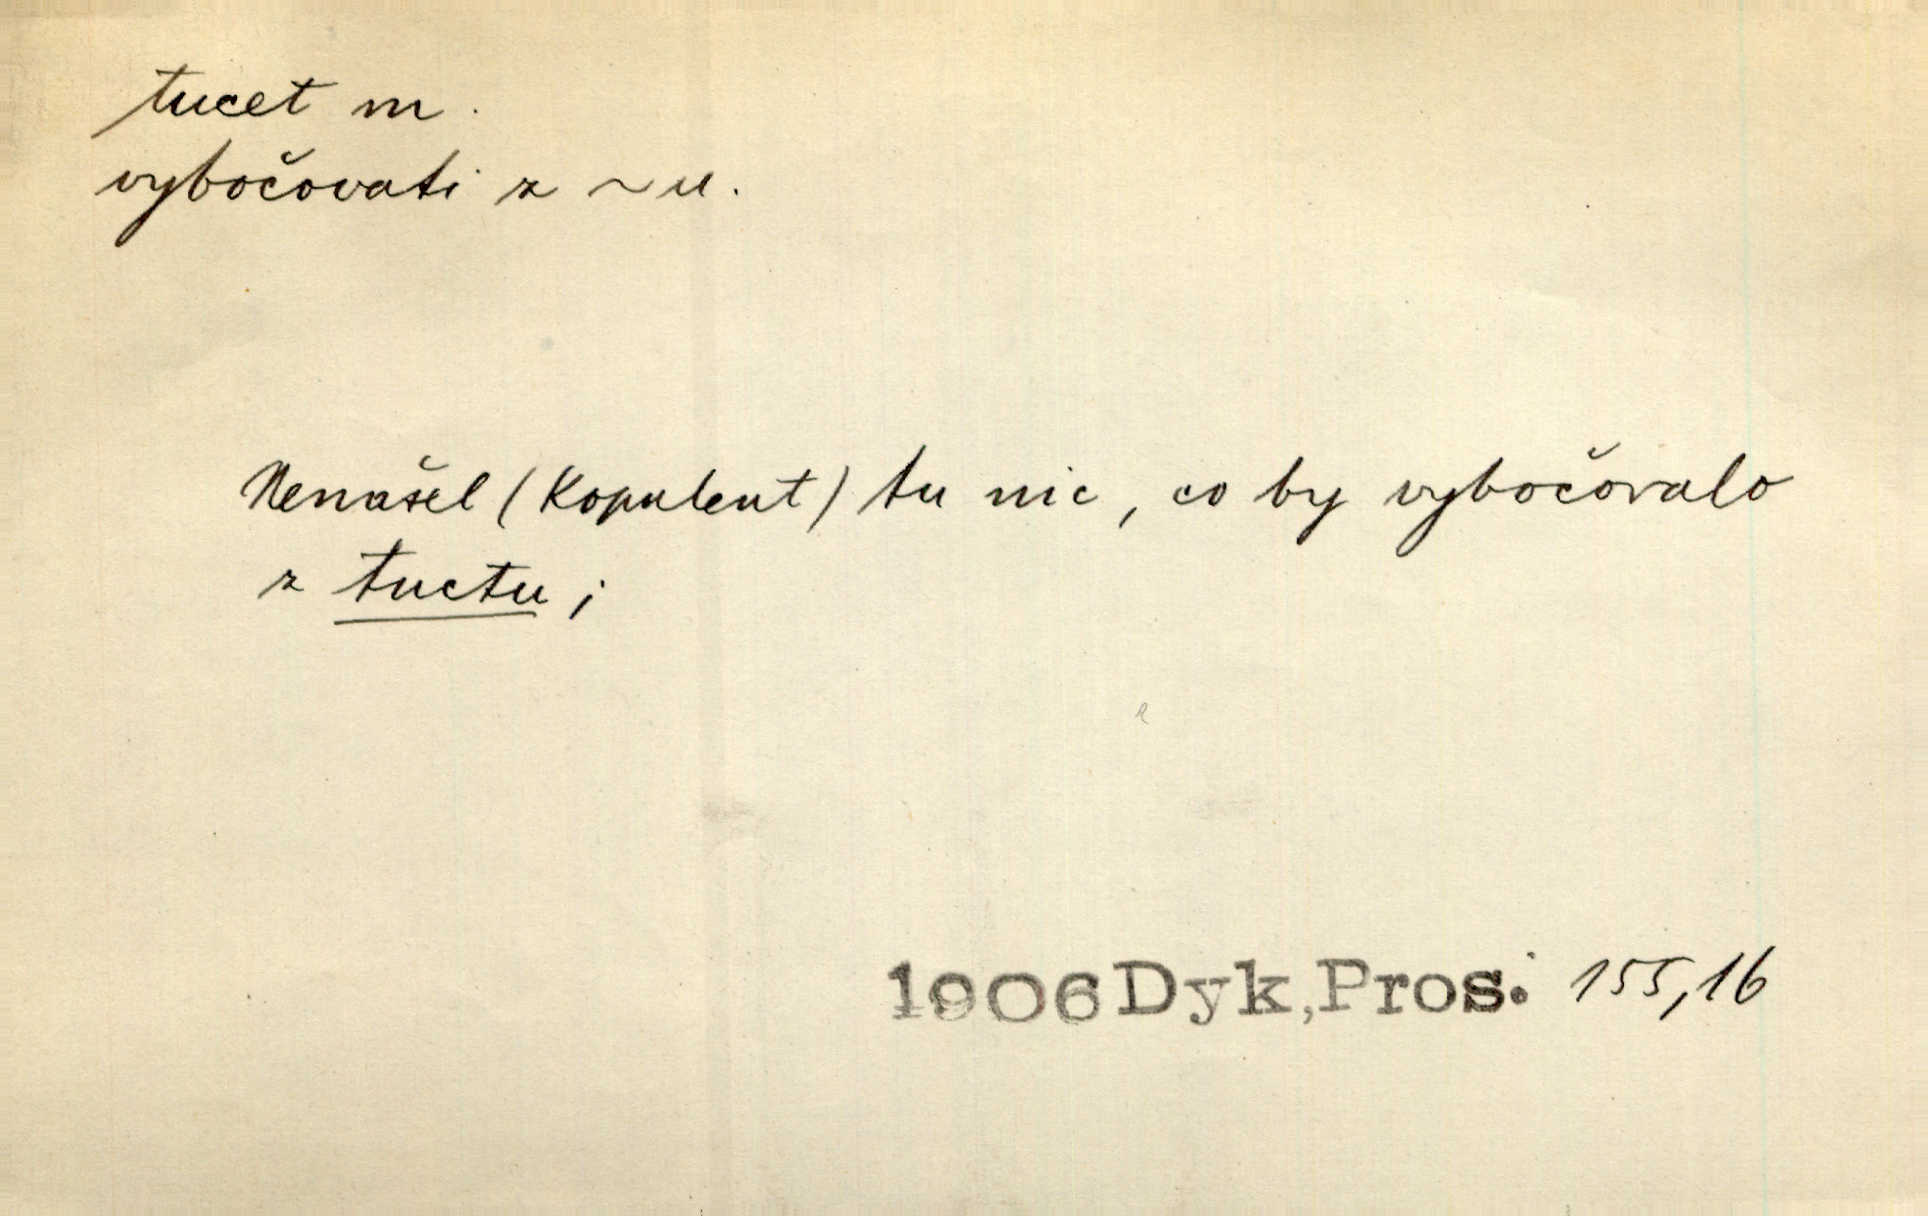 tucet m.
vybočovati z ~u.
Nenašel (Kopulent) tu nic, co by vybočovalo
z tuctu;
1906 Dyk, Pros. 155,16